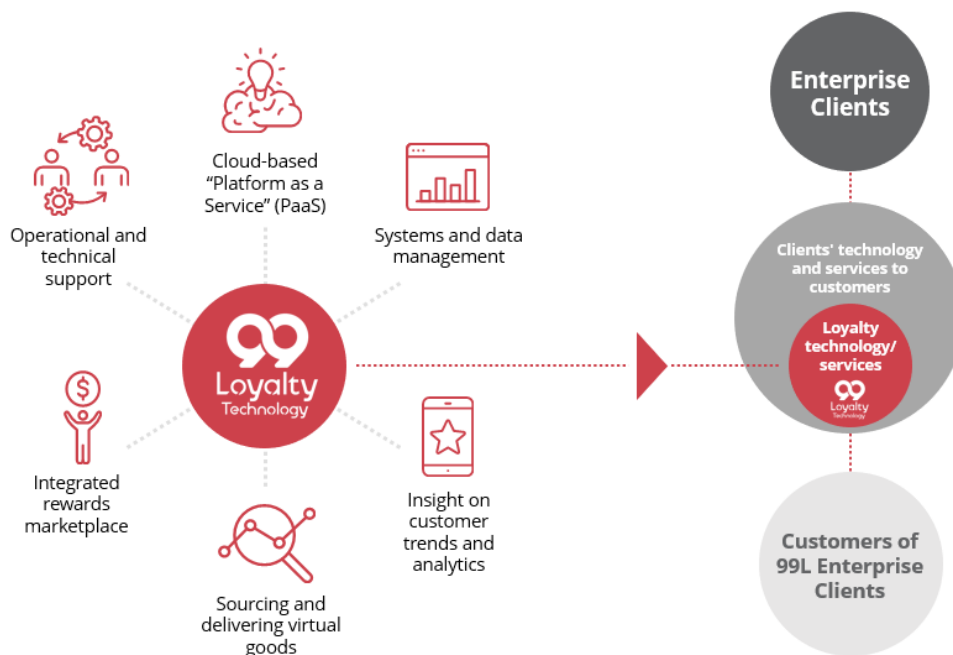 Cloud-based
“Platform as a
Service” (PaaS)
Operational and
technical
support
Systems and data
management
99
Loyalty
Technology
Integrated
rewards
marketplace
Insight on
customer
trends and
analytics
Sourcing and
delivering virtual
goods
Enterprise
Clients
Clients' technology
and services to
customers
Loyalty
technology/
services
99
Loyalty
Technology
Customers of
99L Enterprise
Clients